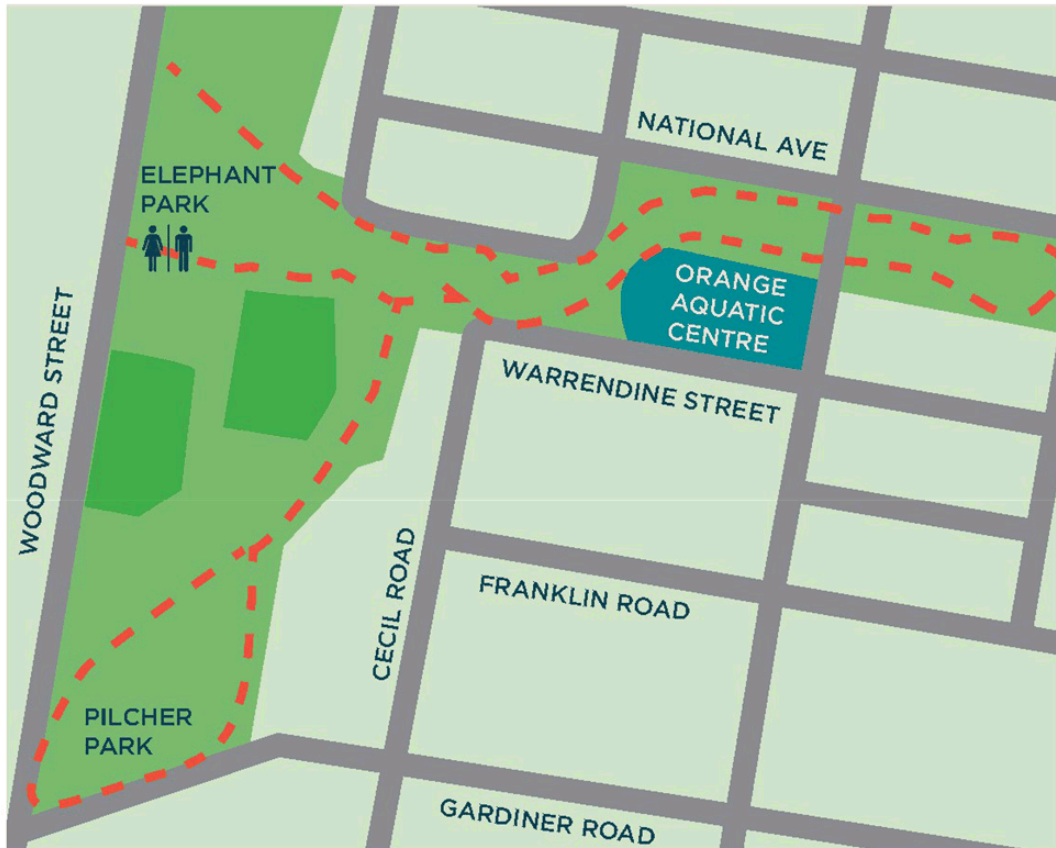 NATIONAL AVE
ELEPHANT
PARK
ORANGE
AQUATIC
CENTRE
WARRENDINE STREET
WOODWARD STREET
CECIL ROAD
FRANKLIN ROAD
PILCHER
PARK
GARDINER ROAD